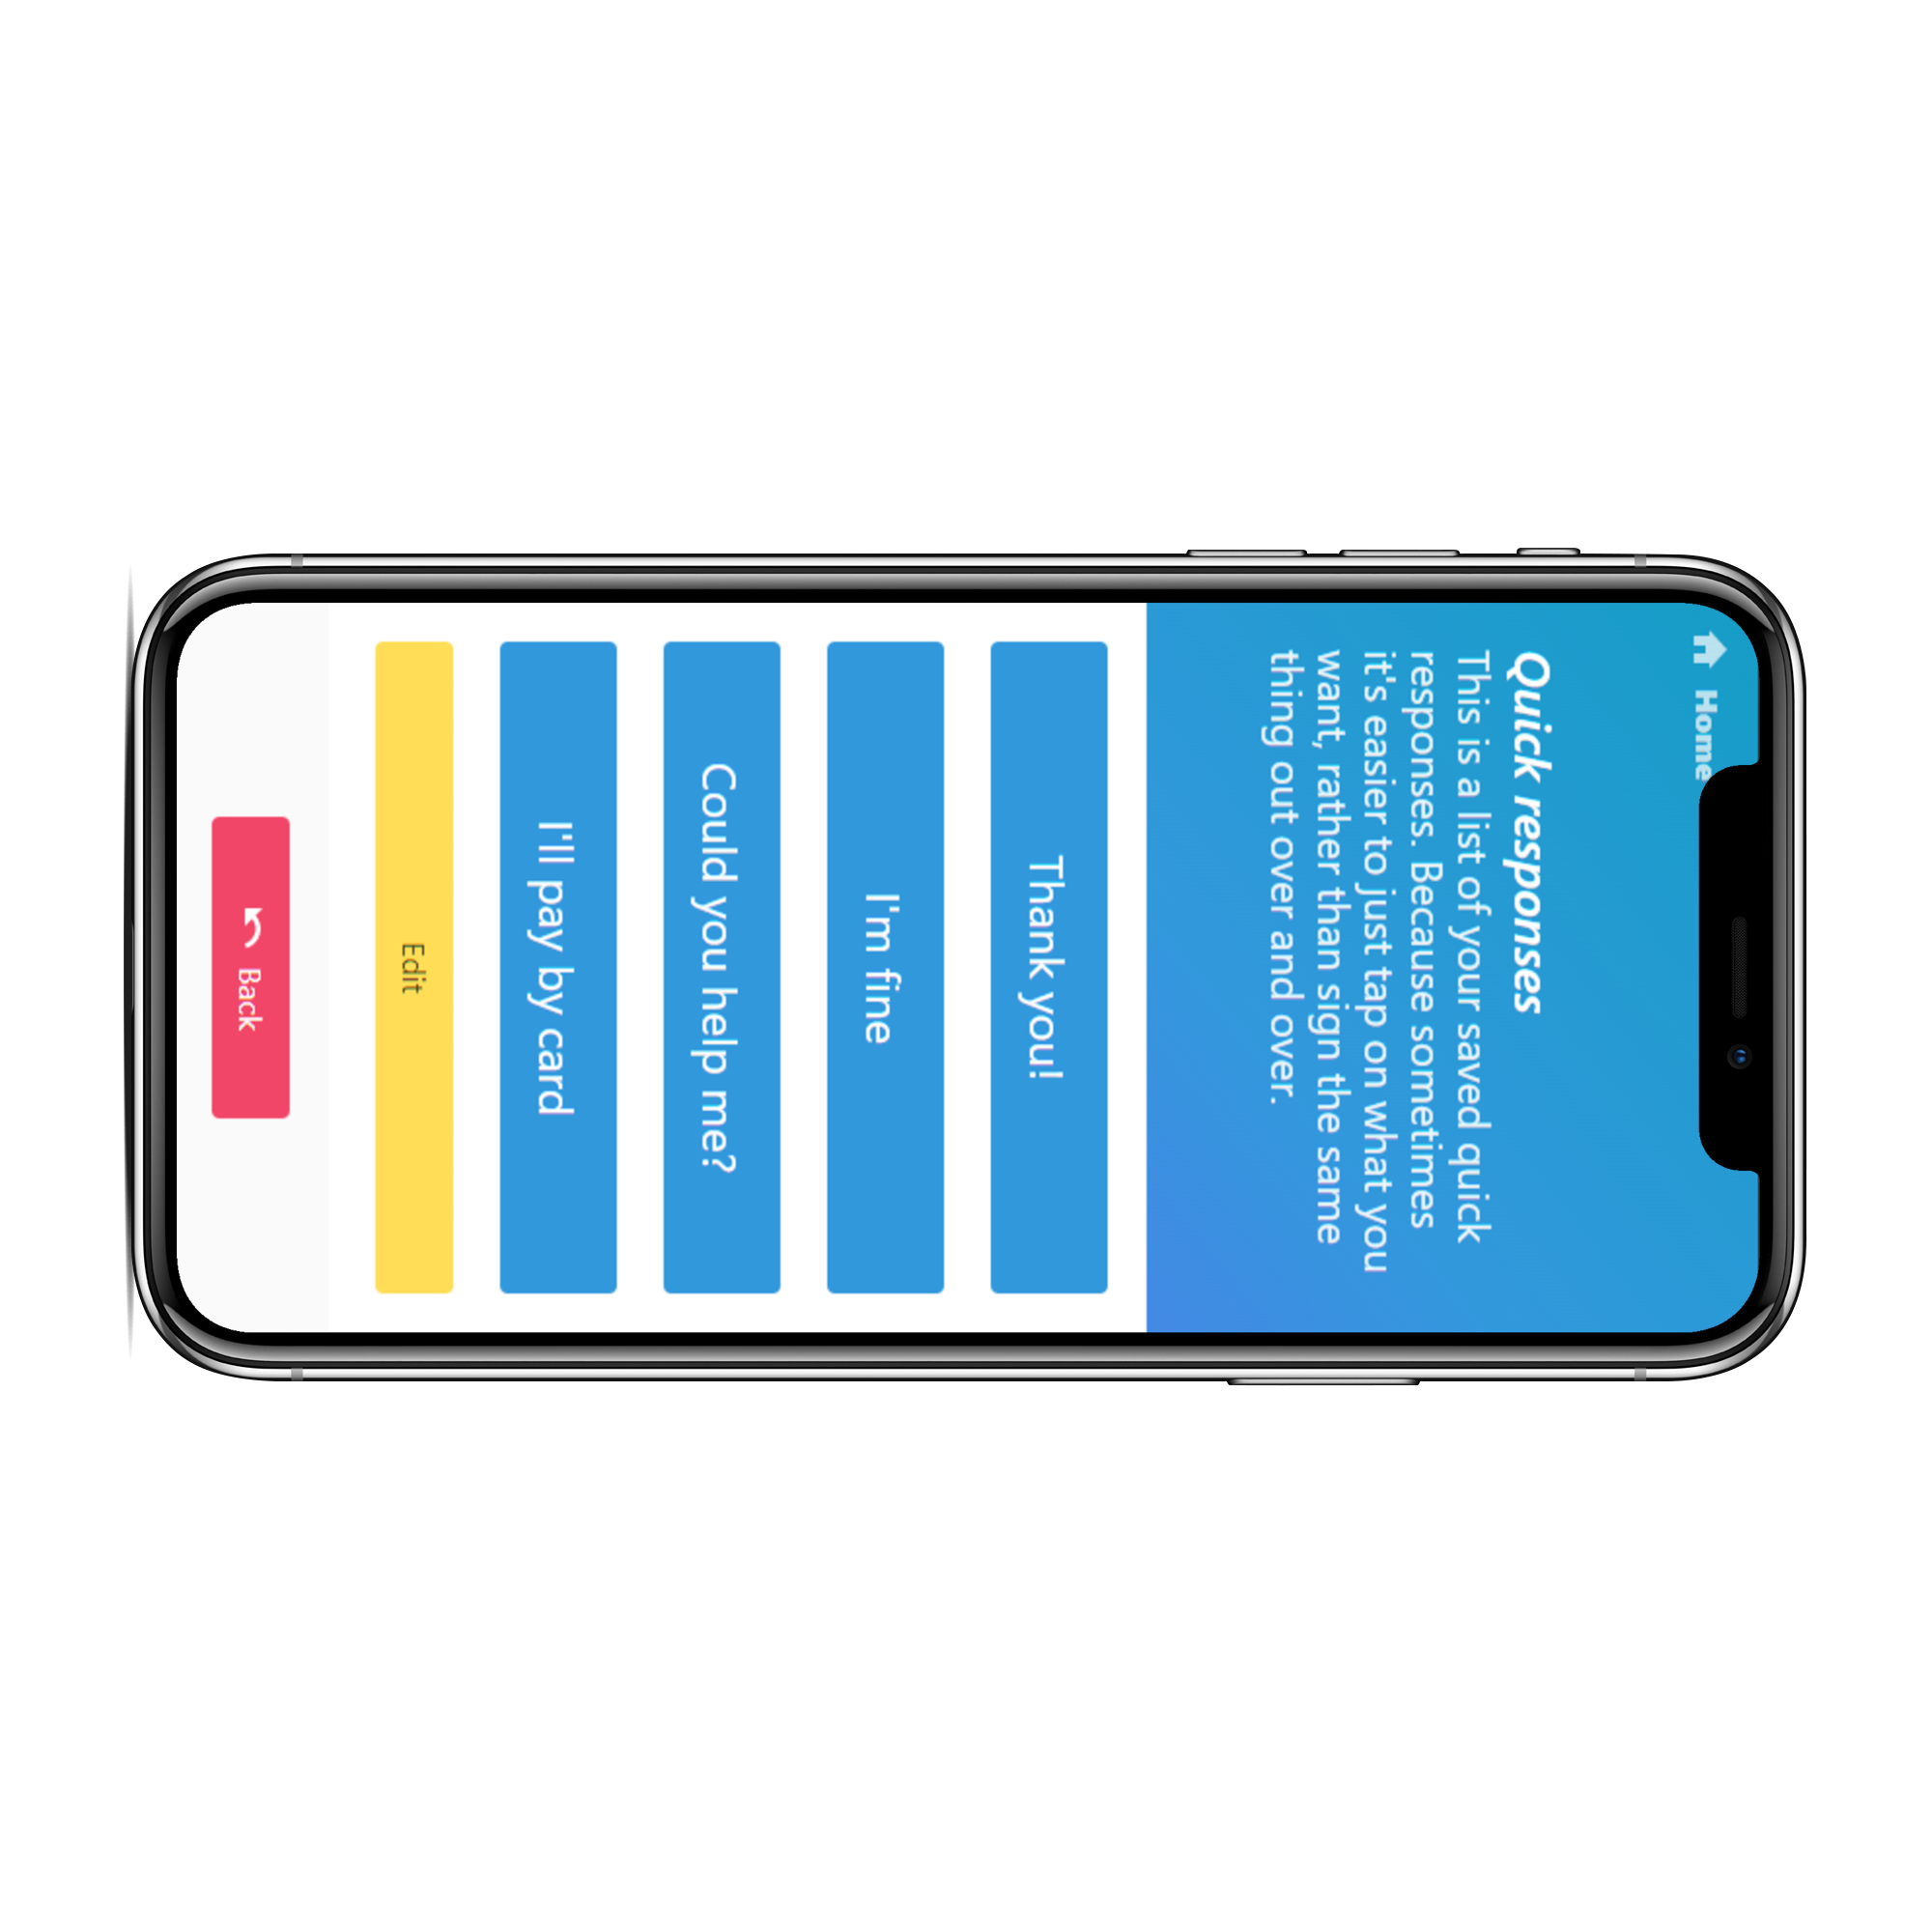 Home
Quick responses
This is a list of your saved quick
responses. Because sometimes
it's easier to just tap on what you
want, rather than sign the same
thing out over and over.
Thank you!
I'm fine
Could you help me?
I'll pay by card
Edit
Back